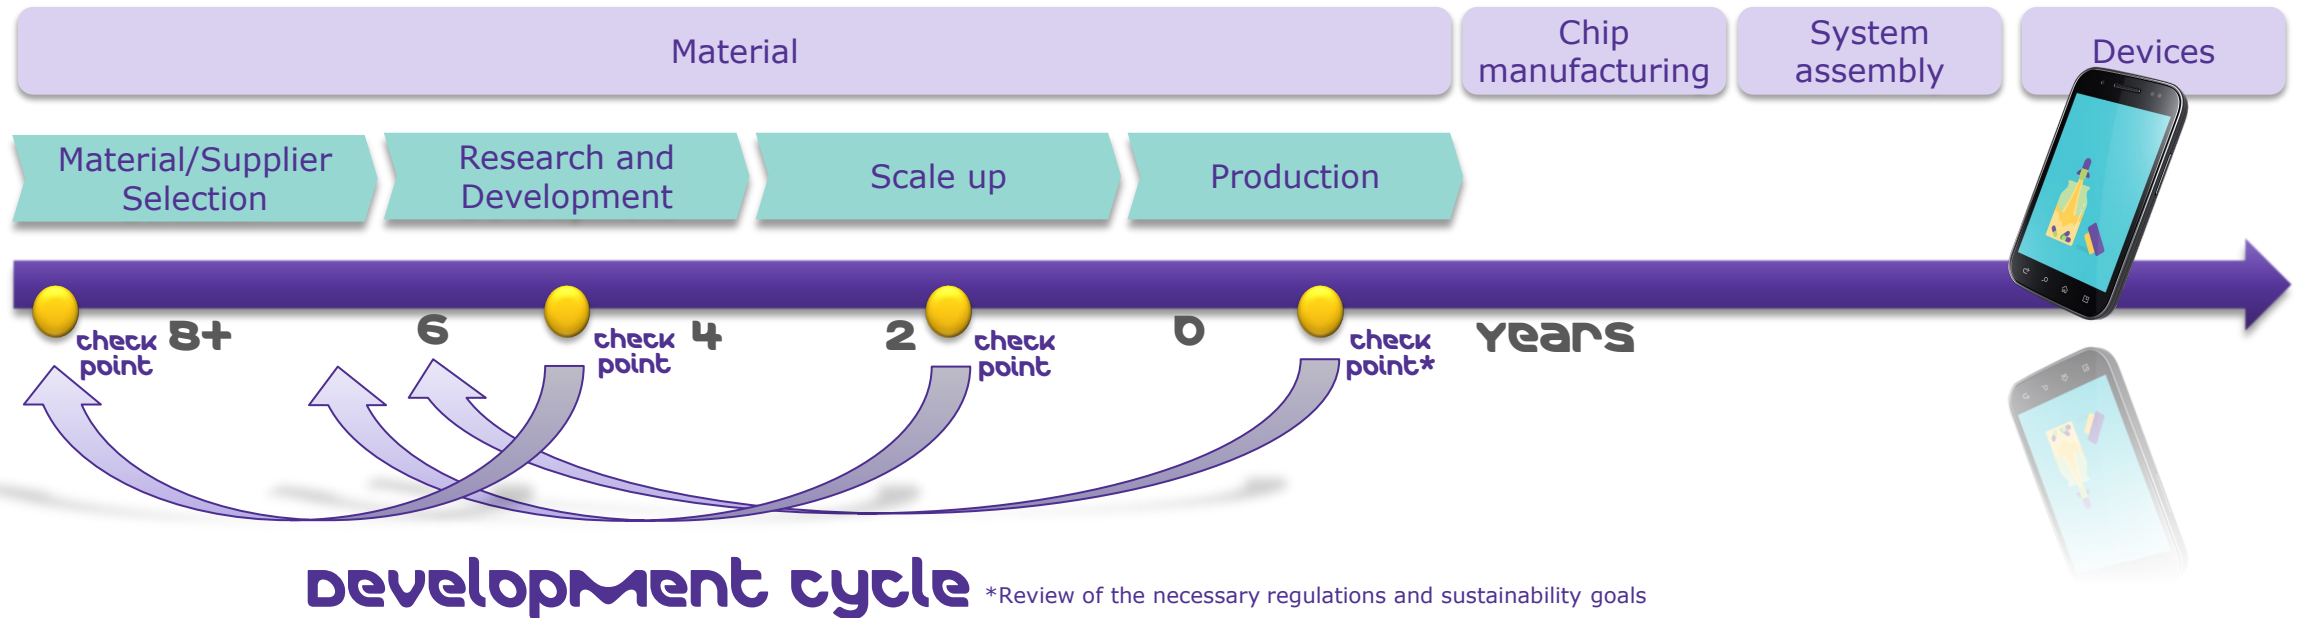 Material
Chip
manufacturing
System
assembly
Devices
Material/Supplier
Selection
Research and
Development
Scale up
Production
check
point
8+
6
check
point
4
2
check
point
0
check
point*
Years
Development cycle
*Review of the necessary regulations and sustainability goals